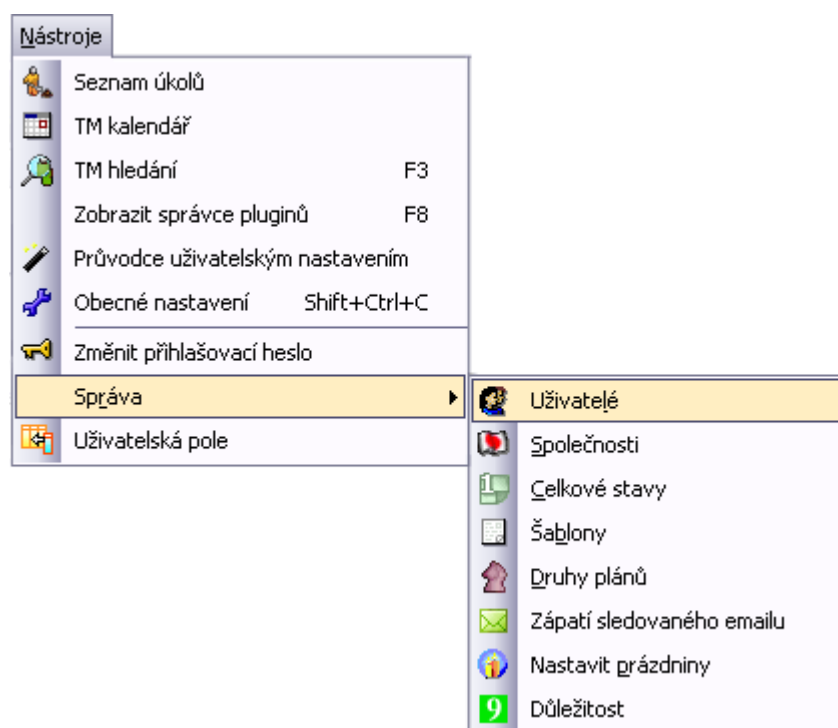 Nástroje
Seznam úkolů
TM kalendář
TM hledání F3
Zobrazit správce pluginů F8
Průvodce uživatelským nastavením
Obecné nastavení Shift+Ctrl+C
Změnit přihlašovací heslo
Správa
Uživatelská pole
Uživatelé
Společnosti
Celkové stavy
Šablony
Druhy plánů
Zápatí sledovaného emailu
Nastavit prázdniny
9 Důležitost